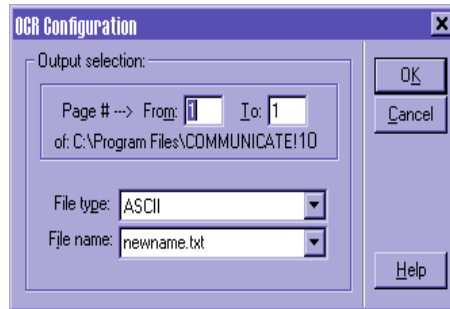 OCR Configuration
Output selection:
Page # ---> From: 1 To: 1
of: C:\Program Files\COMMUNICATE!10
File type: ASCII
File name: newname.txt
OK
Cancel
Help